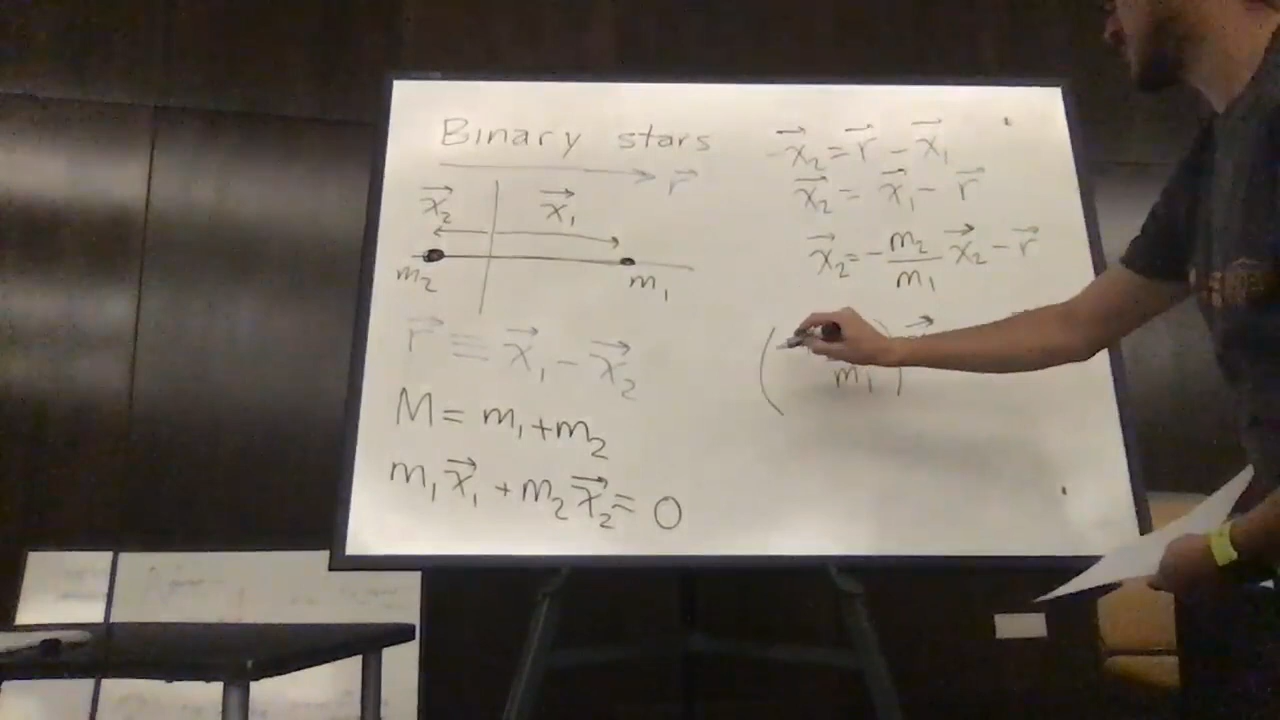 Binary stars
r⃗
x⃗₂ x⃗₁
m₂ m₁
r⃗ ≡ x⃗₁ - x⃗₂
M = m₁+m₂
m₁x⃗₁ + m₂x⃗₂ = 0
-x⃗₂ = r⃗ - x⃗₁
x⃗₂ = x⃗₁ - r⃗
x⃗₂ = - m₂/m₁ x⃗₂ - r⃗
( m₁ )